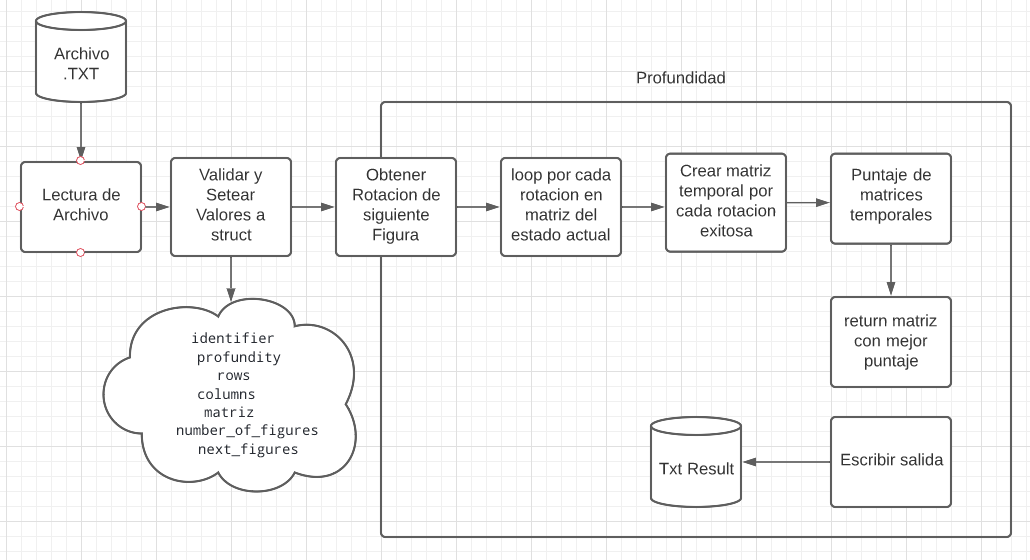 Archivo
.TXT
Profundidad
Lectura de
Archivo
Validar y
Setear
Valores a
struct
Obtener
Rotacion de
siguiente
Figura
loop por cada
rotacion en
matriz del
estado actual
Crear matriz
temporal por
cada rotacion
exitosa
Puntaje de
matrices
temporales
identifier
profundity
rows
columns
matriz
number_of_figures
next_figures
return matriz
con mejor
puntaje
Txt Result
Escribir salida